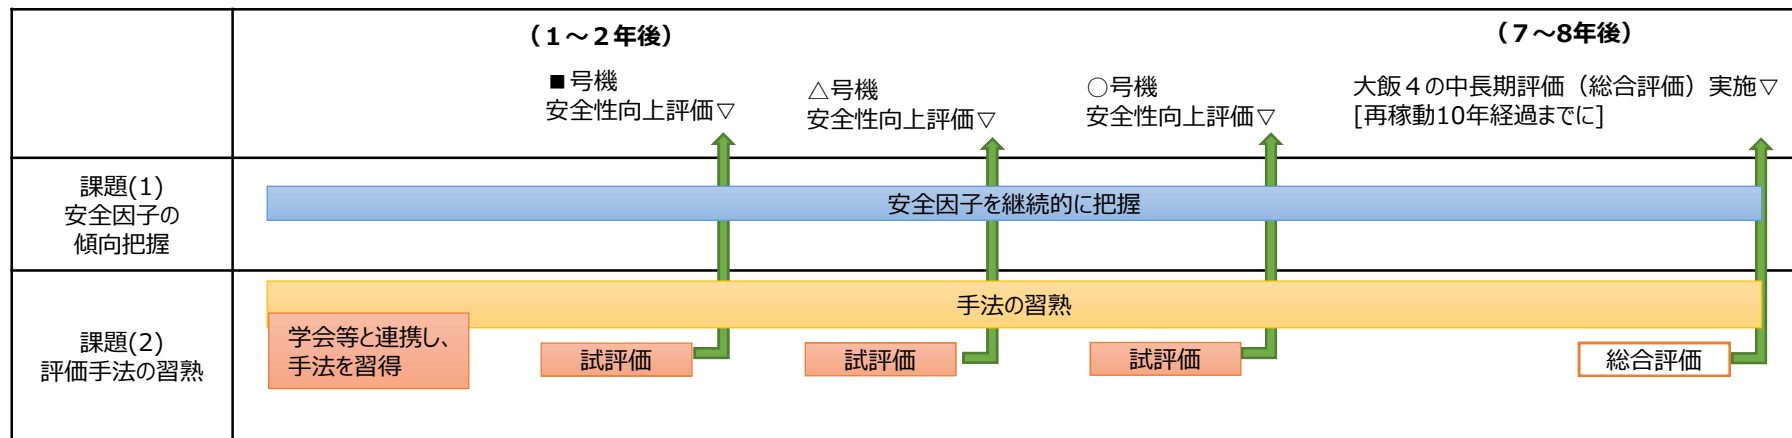 （１～２年後）
（７～8年後）
■号機
安全性向上評価▽
△号機
安全性向上評価▽
○号機
安全性向上評価▽
大飯４の中長期評価（総合評価）実施▽
[再稼動10年経過までに]
課題(1)
安全因子の
傾向把握
安全因子を継続的に把握
課題(2)
評価手法の習熟
手法の習熟
学会等と連携し、
手法を習得
試評価
試評価
試評価
総合評価